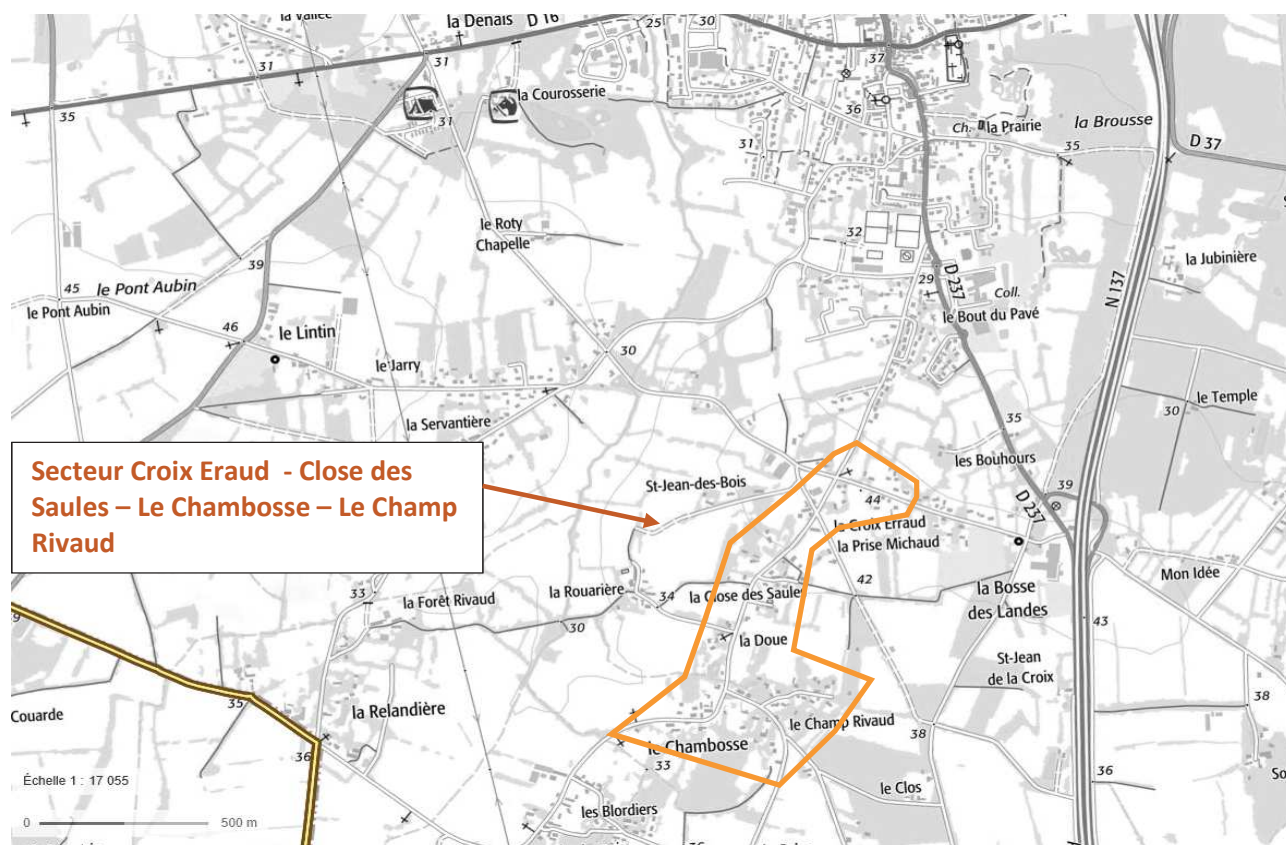 la Vallée
la Denais
D 16
25
30
31
31
37
35
la Courosserie
31
36
Ch.
la Prairie
la Brousse
31
35
D 37
le Roty
Chapelle
32
39
29
D 237
la Jubinière
45
le Pont Aubin
le Pont Aubin
Coll.
N 137
le Bout du Pavé
46
le Lintin
30
le Jarry
le Temple
30
la Servantière
35
les Bouhours
Secteur Croix Eraud - Close des
Saules – Le Chambosse – Le Champ
Rivaud
St-Jean-des-Bois
44
39
D 237
la Croix Erraud
la Prise Michaud
Mon Idée
33
la Forêt Rivaud
la Rouarière
34
la Close des Saules
42
la Bosse
des Landes
30
43
la Doue
St-Jean
de la Croix
35
Couarde
la Relandière
38
le Champ Rivaud
38
36
le Chambosse
33
36
Échelle 1 : 17 055
le Clos
0
500 m
les Blordiers